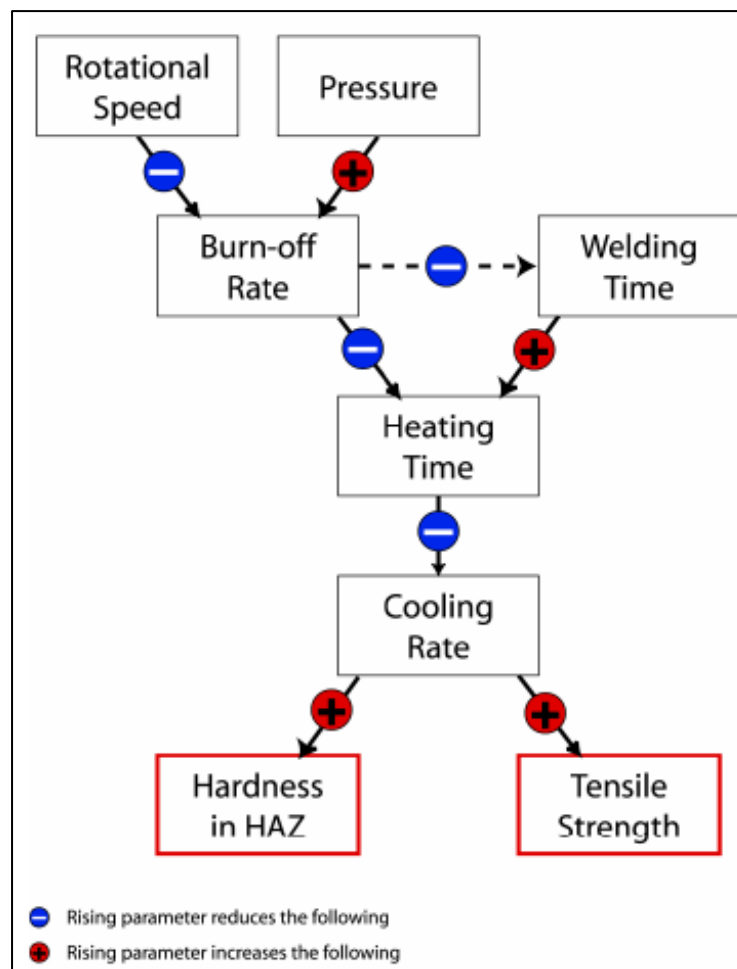 Rotational
Speed
Pressure
Burn-off
Rate
Welding
Time
Heating
Time
Cooling
Rate
Hardness
in HAZ
Tensile
Strength
Rising parameter reduces the following
Rising parameter increases the following